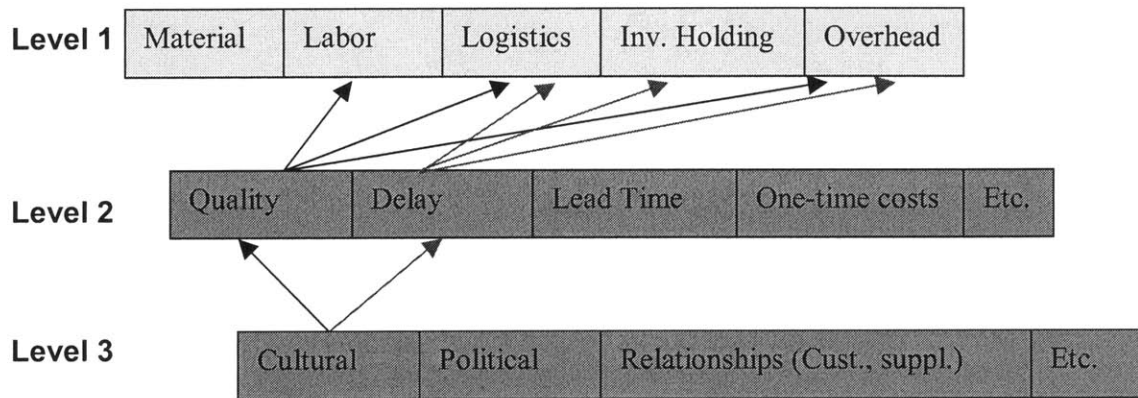 Level 1 Material Labor Logistics Inv. Holding Overhead
Level 2 Quality Delay Lead Time One-time costs Etc.
Level 3 Cultural Political Relationships (Cust., suppl.) Etc.